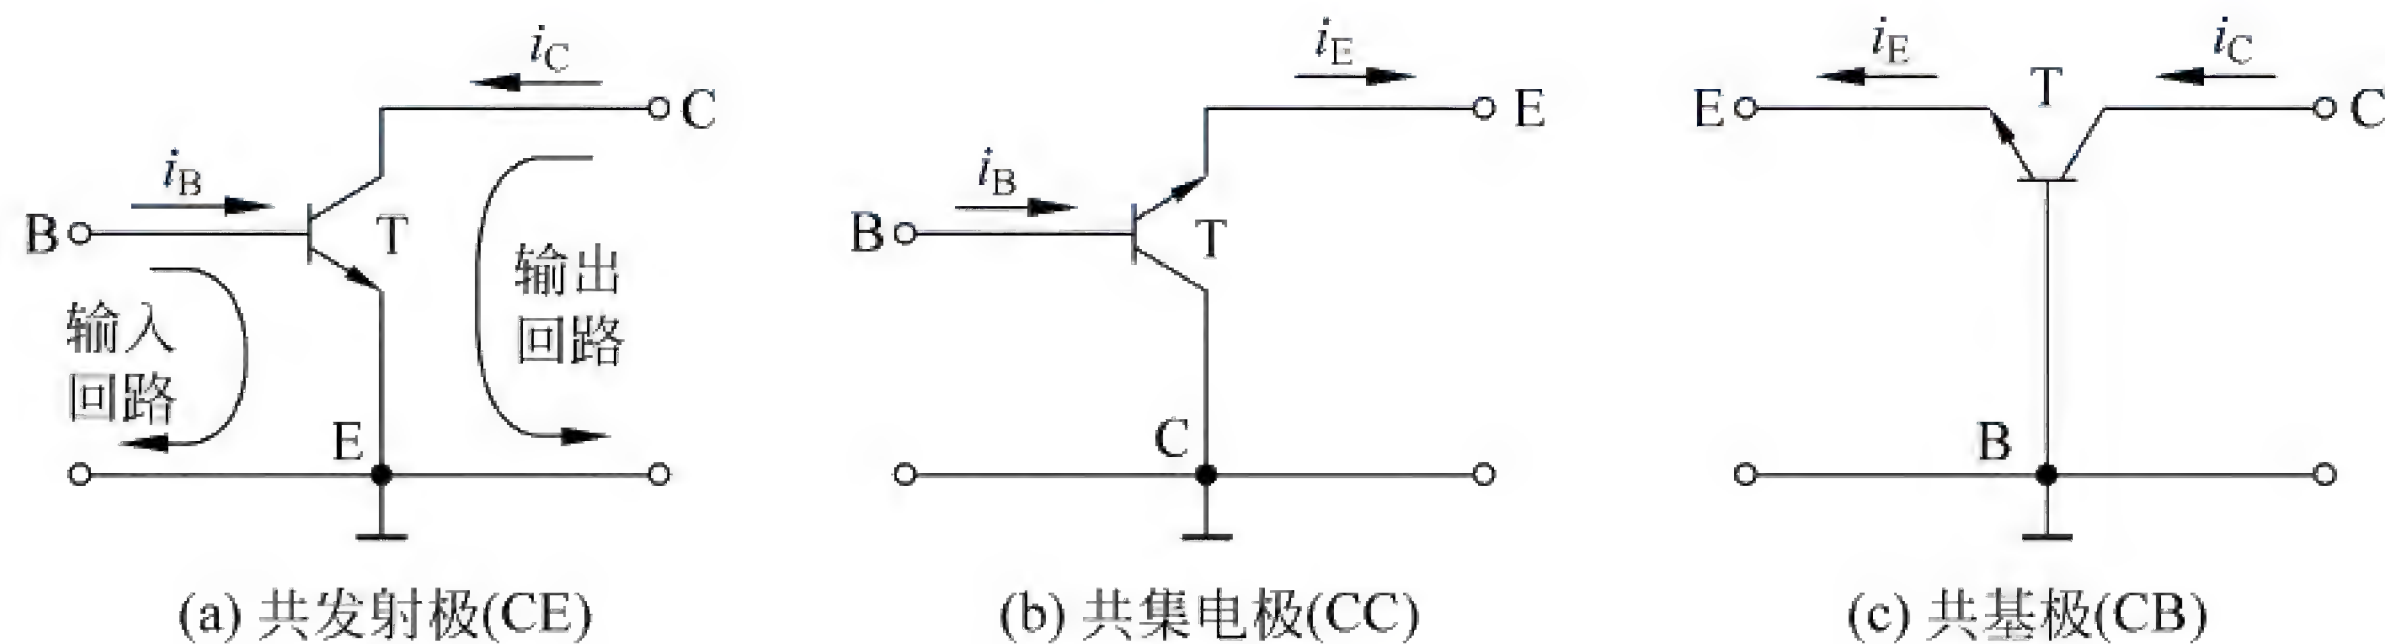 iC
C
iB
B
T
输出
回路
输入
回路
E
(a) 共发射极(CE)
iE
E
iB
B
T
C
(b) 共集电极(CC)
iE
iC
T
E
C
B
(c) 共基极(CB)